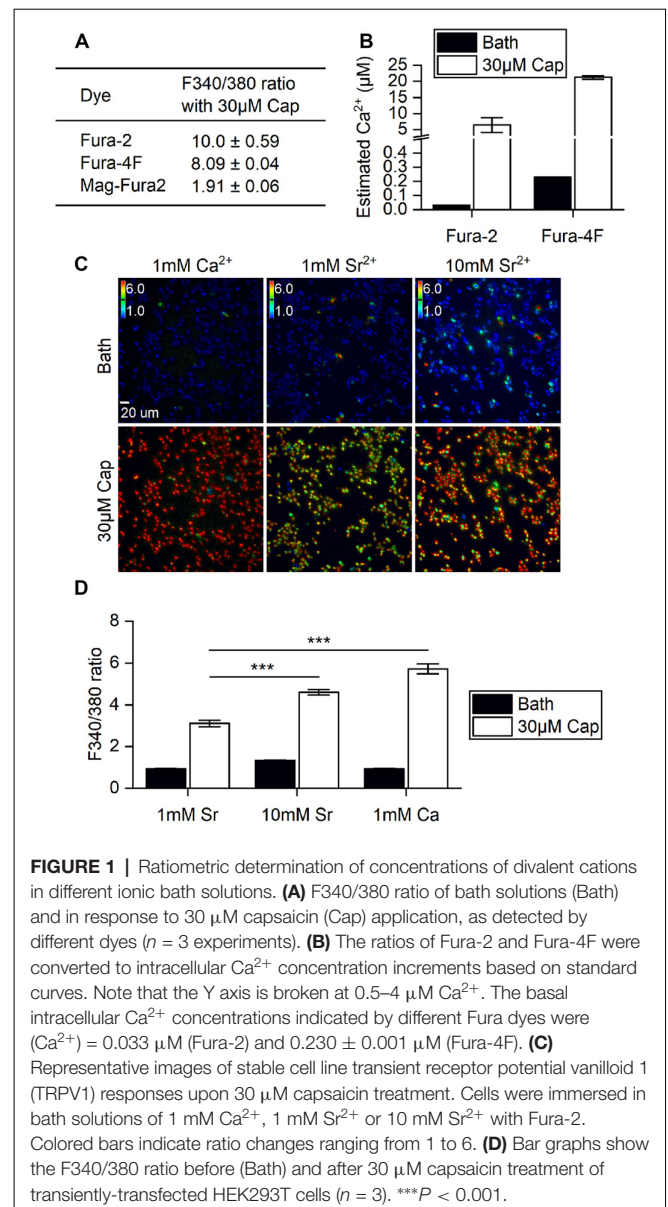 A
Dye
F340/380 ratio
with 30μM Cap
Fura-2 10.0 ± 0.59
Fura-4F 8.09 ± 0.04
Mag-Fura2 1.91 ± 0.06
B
Bath
30μM Cap
Estimated Ca²⁺ (μM)
25
20
15
10
5
0.4
0.3
0.2
0.1
0.0
Fura-2 Fura-4F
C
1mM Ca²⁺ 1mM Sr²⁺ 10mM Sr²⁺
Bath
6.0 6.0 6.0
1.0 1.0 1.0
20 um
30μM Cap
D
F340/380 ratio
8
6
4
2
0
*** 
***
1mM Sr 10mM Sr 1mM Ca
Bath
30μM Cap
FIGURE 1 | Ratiometric determination of concentrations of divalent cations
in different ionic bath solutions. (A) F340/380 ratio of bath solutions (Bath)
and in response to 30 μM capsaicin (Cap) application, as detected by
different dyes (n = 3 experiments). (B) The ratios of Fura-2 and Fura-4F were
converted to intracellular Ca²⁺ concentration increments based on standard
curves. Note that the Y axis is broken at 0.5–4 μM Ca²⁺. The basal
intracellular Ca²⁺ concentrations indicated by different Fura dyes were
(Ca²⁺) = 0.033 μM (Fura-2) and 0.230 ± 0.001 μM (Fura-4F). (C)
Representative images of stable cell line transient receptor potential vanilloid 1
(TRPV1) responses upon 30 μM capsaicin treatment. Cells were immersed in
bath solutions of 1 mM Ca²⁺, 1 mM Sr²⁺ or 10 mM Sr²⁺ with Fura-2.
Colored bars indicate ratio changes ranging from 1 to 6. (D) Bar graphs show
the F340/380 ratio before (Bath) and after 30 μM capsaicin treatment of
transiently-transfected HEK293T cells (n = 3). ***P < 0.001.